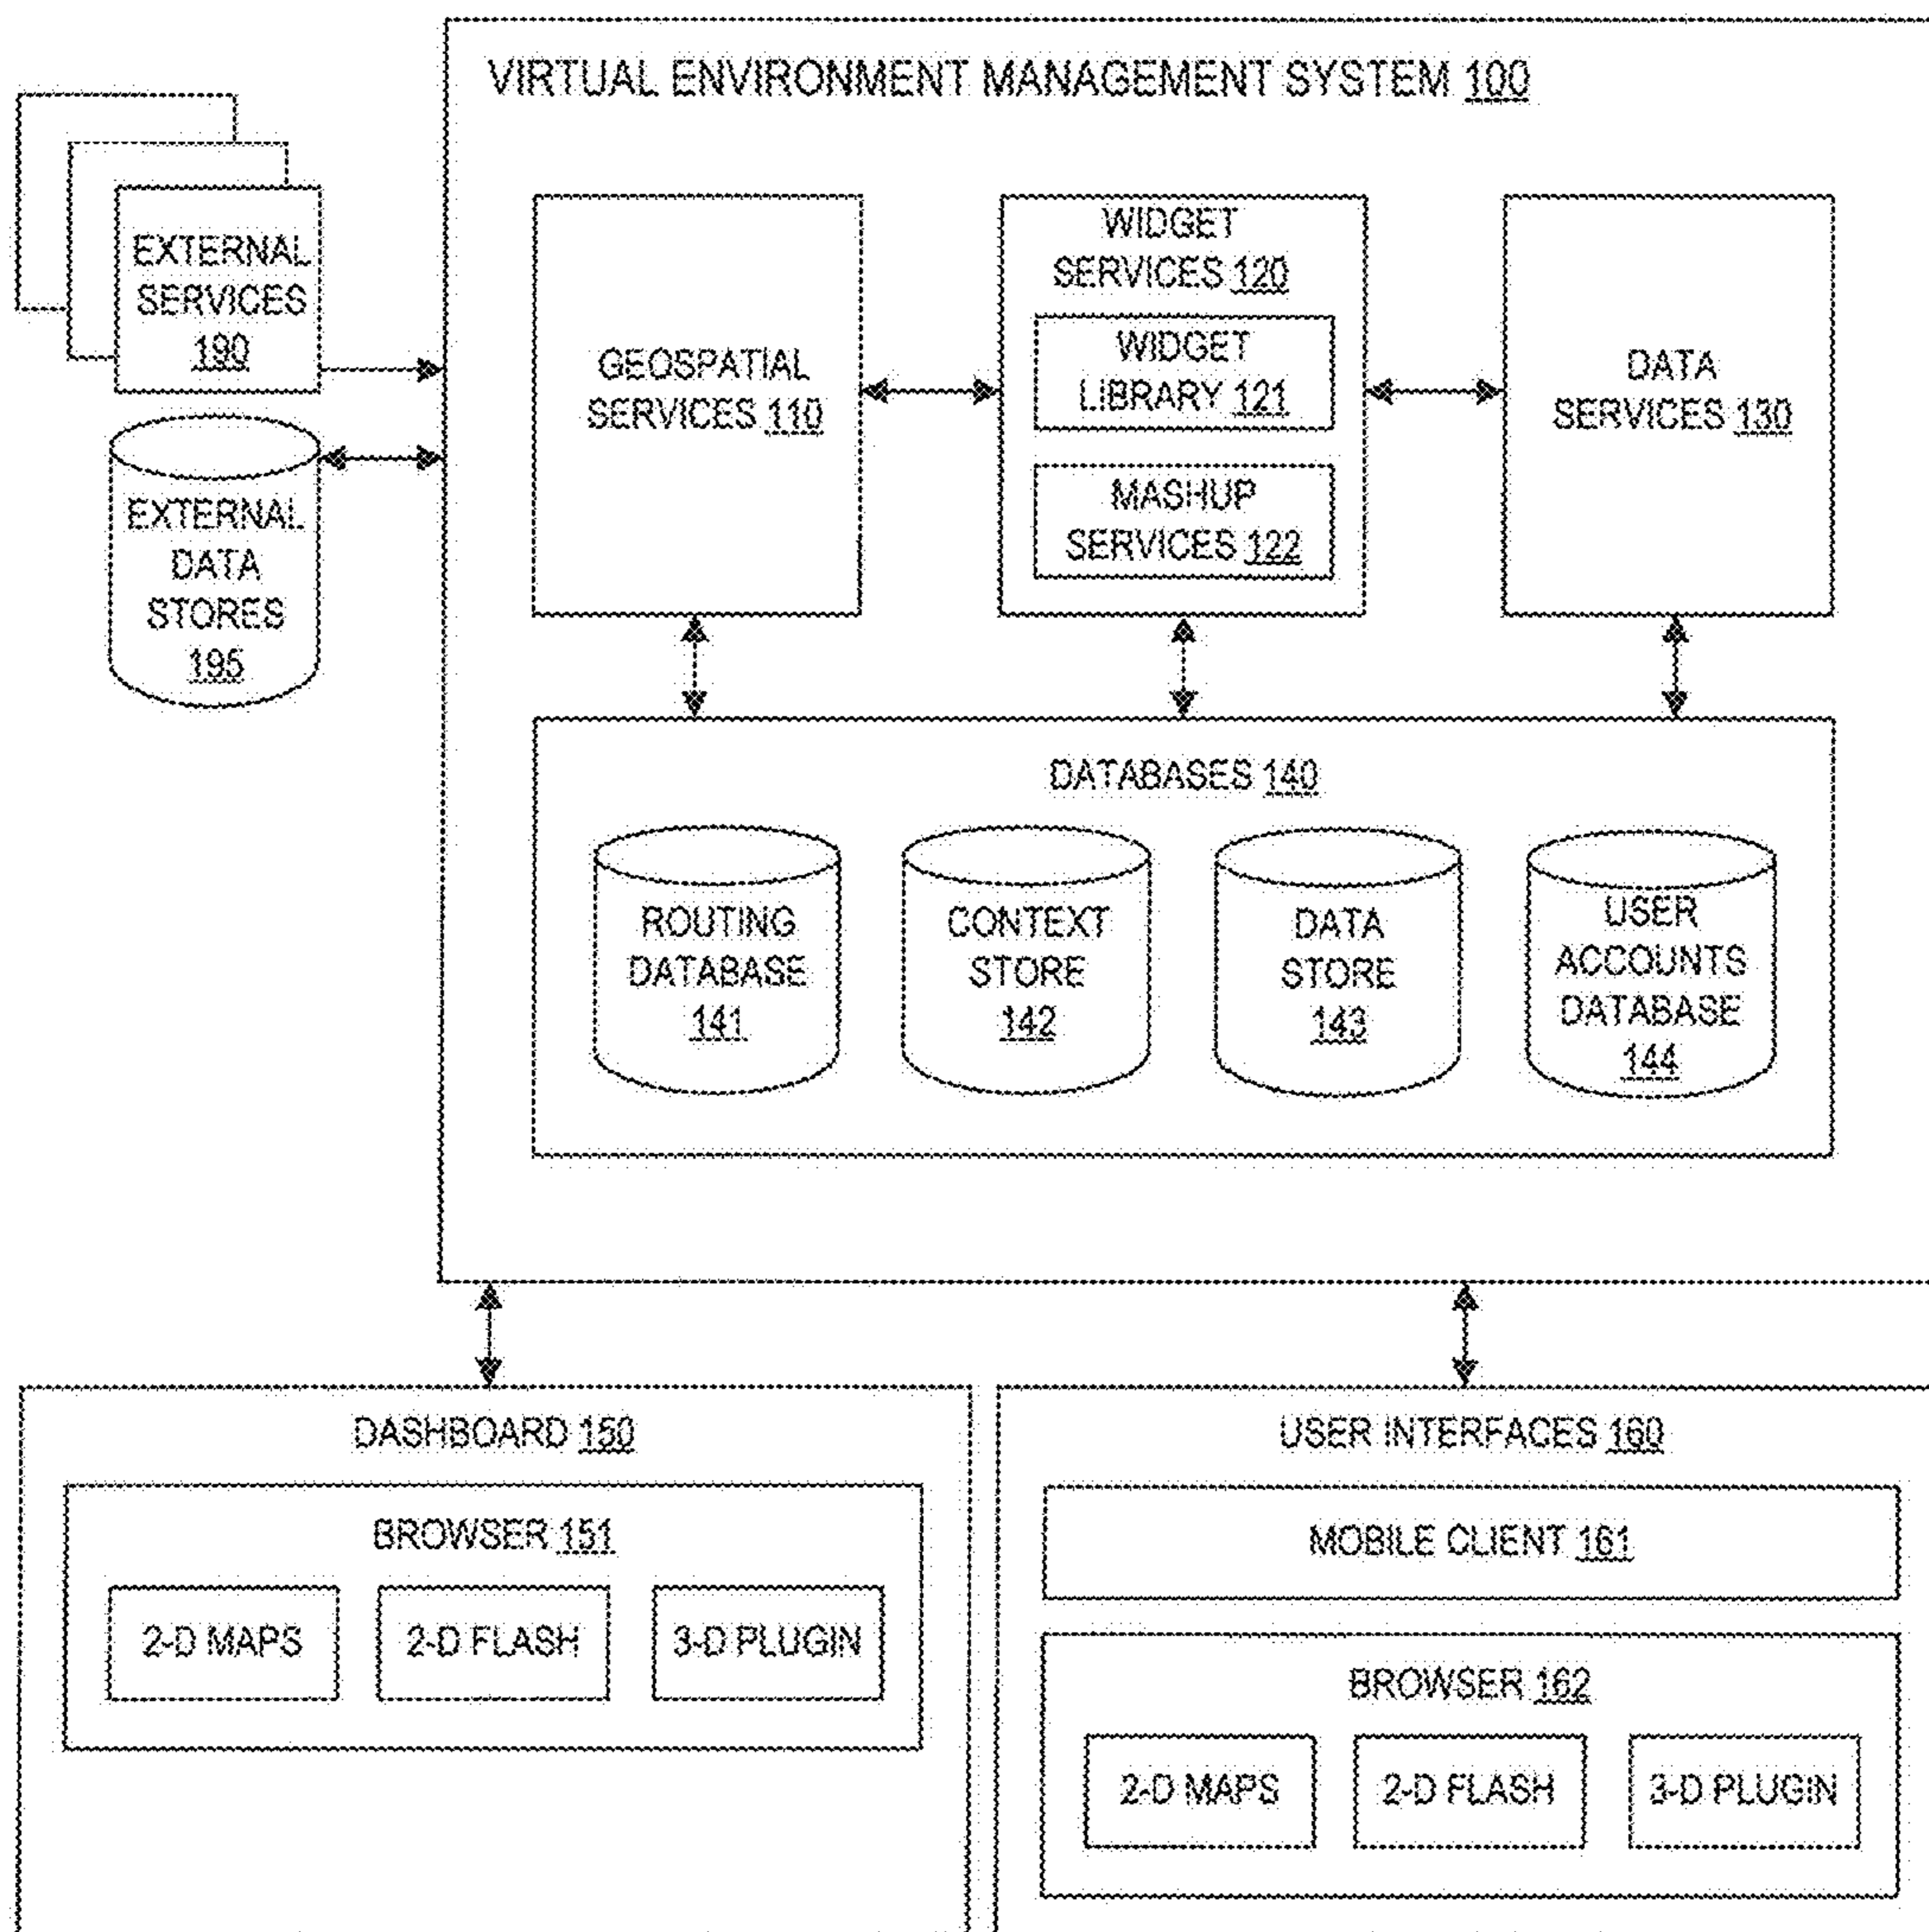 VIRTUAL ENVIRONMENT MANAGEMENT SYSTEM 100
EXTERNAL
SERVICES
190
EXTERNAL
DATA
STORES
195
GEOSPATIAL
SERVICES 110
WIDGET
SERVICES 120
WIDGET
LIBRARY 121
MASHUP
SERVICES 122
DATA
SERVICES 130
DATABASES 140
ROUTING
DATABASE
141
CONTEXT
STORE
142
DATA
STORE
143
USER
ACCOUNTS
DATABASE
144
DASHBOARD 150
BROWSER 151
2-D MAPS
2-D FLASH
3-D PLUGIN
USER INTERFACES 160
MOBILE CLIENT 161
BROWSER 162
2-D MAPS
2-D FLASH
3-D PLUGIN